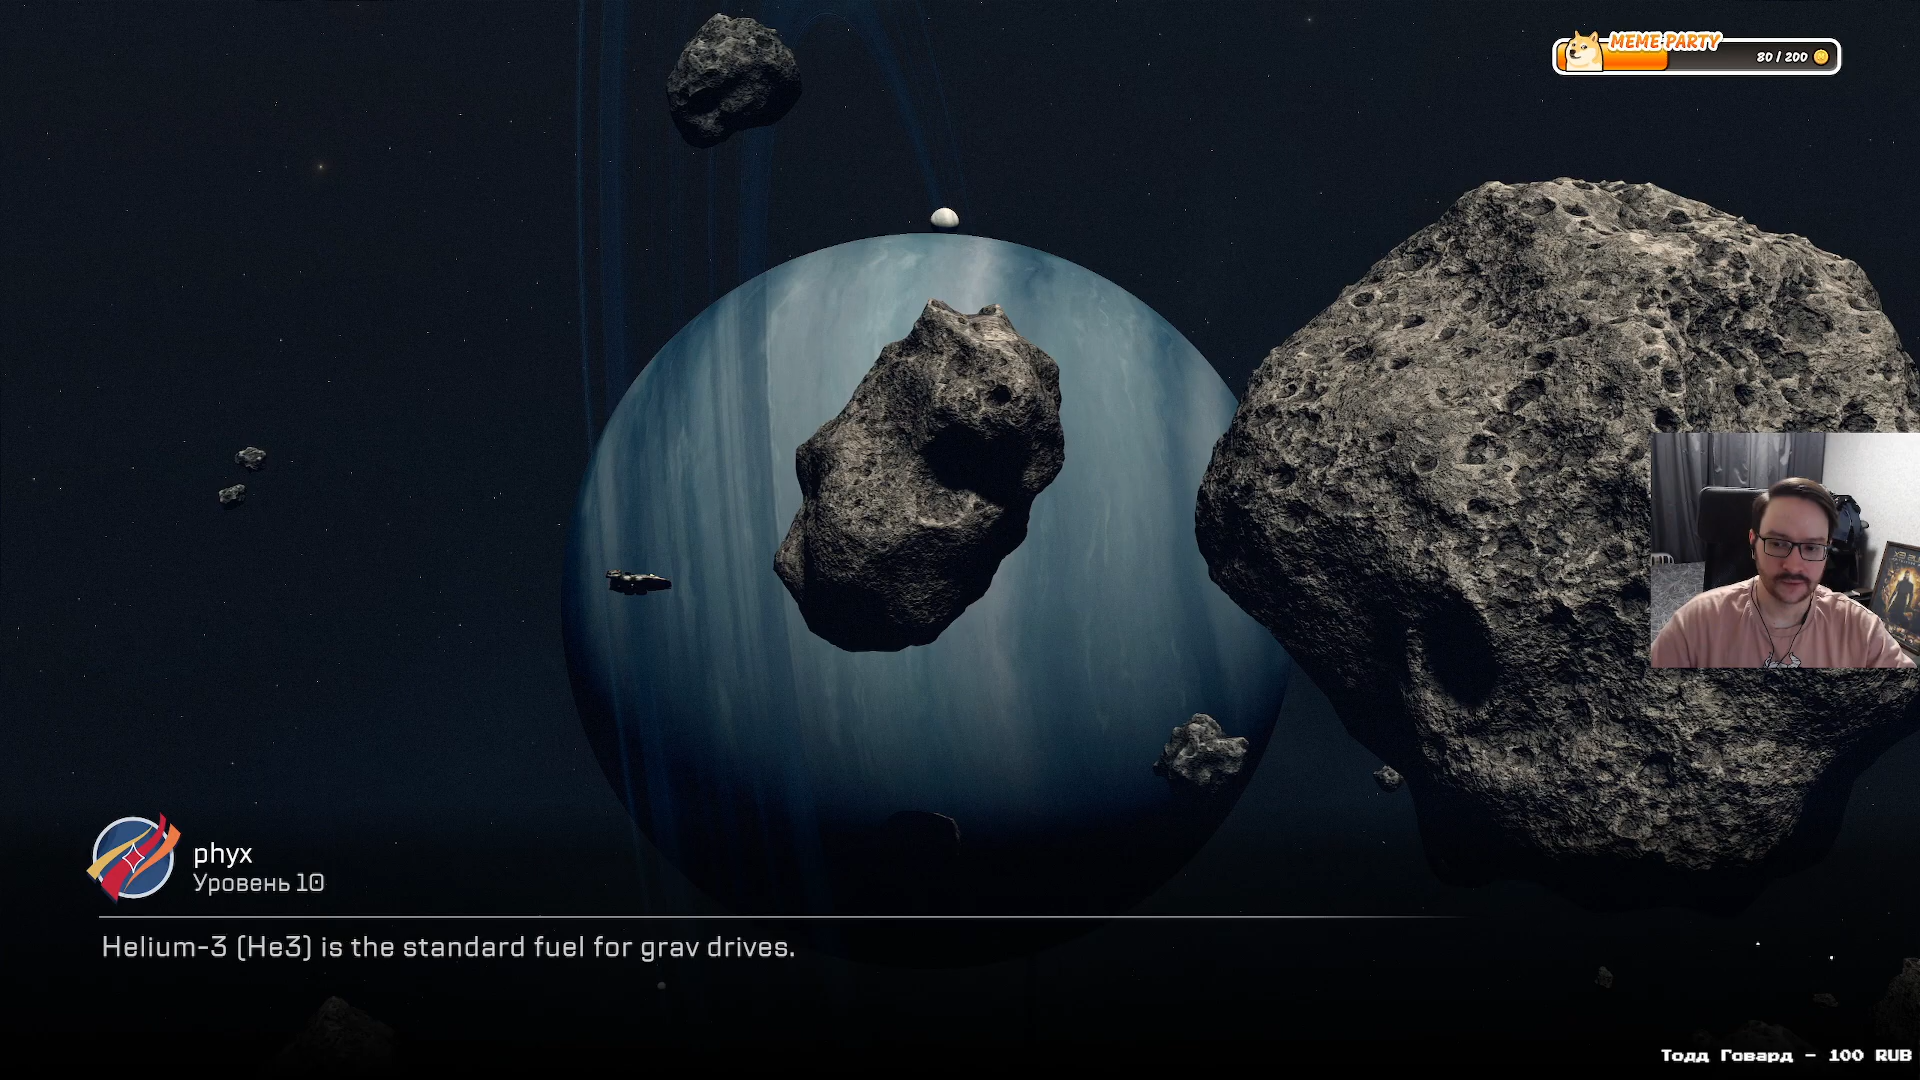 MEME PARTY
80 / 200
phyx
Уровень 10
Helium-3 (He3) is the standard fuel for grav drives.
Тодд Говард - 100 RUB